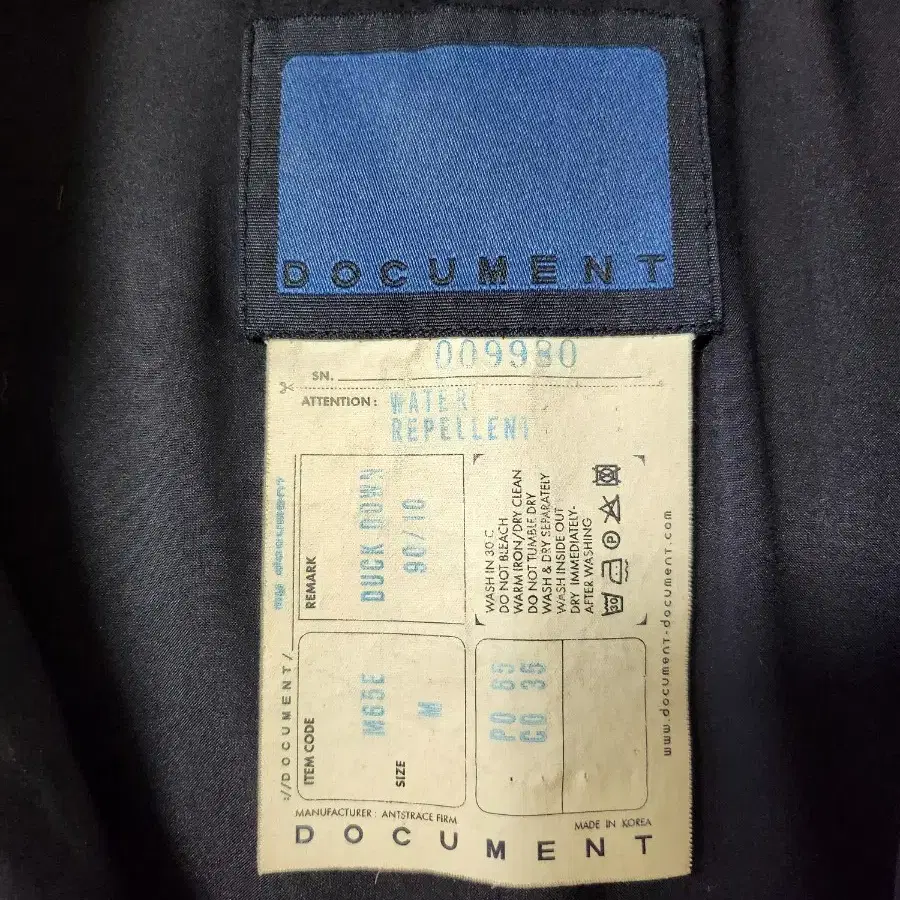 DOCUMENT
009980
SN.
ATTENTION: WATER
REPELLENT
REMARK
DUCK DOWN
90/10
WASH IN 30 C
DO NOT BLEACH
WARM IRON/DRY CLEAN
DO NOT TUMBLE DRY
WASH & DRY SEPARATELY
WASH INSIDE OUT
DRY IMMEDIATELY-
AFTER WASHING
30
P
://DOCUMENT/
ITEM CODE
M65E
SIZE
M
PO 65
CO 35
www.document-document.com
MANUFACTURER: ANTSTRACE FIRM
MADE IN KOREA
DOCUMENT